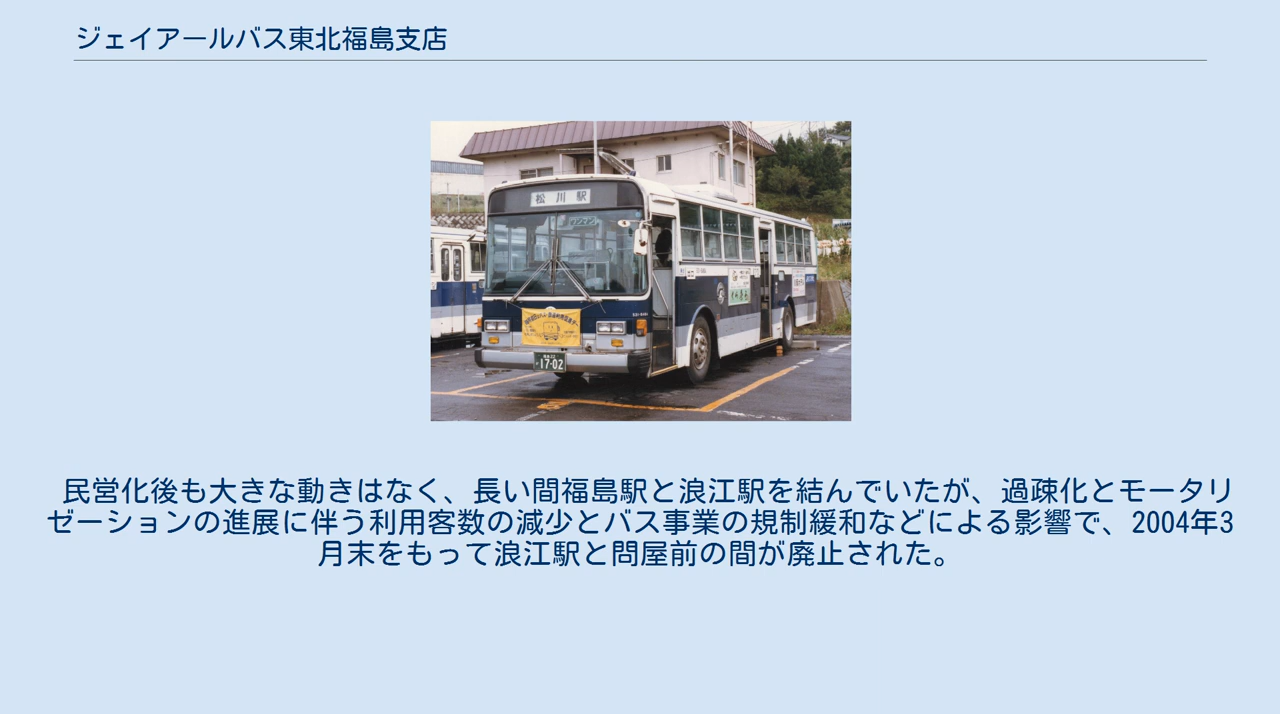 ジェイアールバス東北福島支店
松川駅
ワンマン
17-02
民営化後も大きな動きはなく、長い間福島駅と浪江駅を結んでいたが、過疎化とモータリ
ゼーションの進展に伴う利用客数の減少とバス事業の規制緩和などによる影響で、2004年3
月末をもって浪江駅と問屋前の間が廃止された。